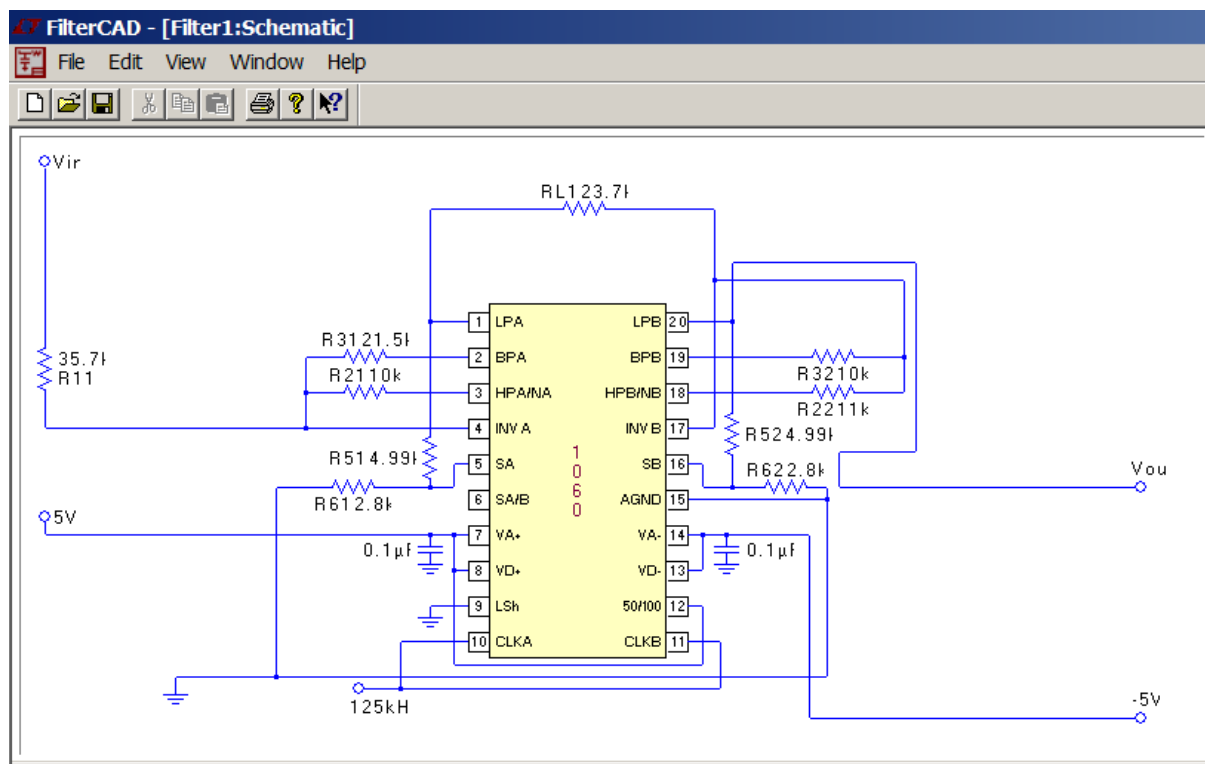 FilterCAD - [Filter1:Schematic]
File Edit View Window Help
Vir
RL123.7k
35.7k
R11
R3121.5k
R2110k
1 LPA LPB 20
2 BPA BPB 19
3 HPA/NA HPB/NB 18
4 INV A INV B 17
5 SA SB 16
6 SA/B AGND 15
7 VA+ VA- 14
8 VD+ VD- 13
9 LSh 50/100 12
10 CLKA CLKB 11
1060
R3210k
R2211k
R514.99k
R524.99k
R612.8k
R622.8k
Vou
5V
0.1µF
0.1µF
125kH
-5V